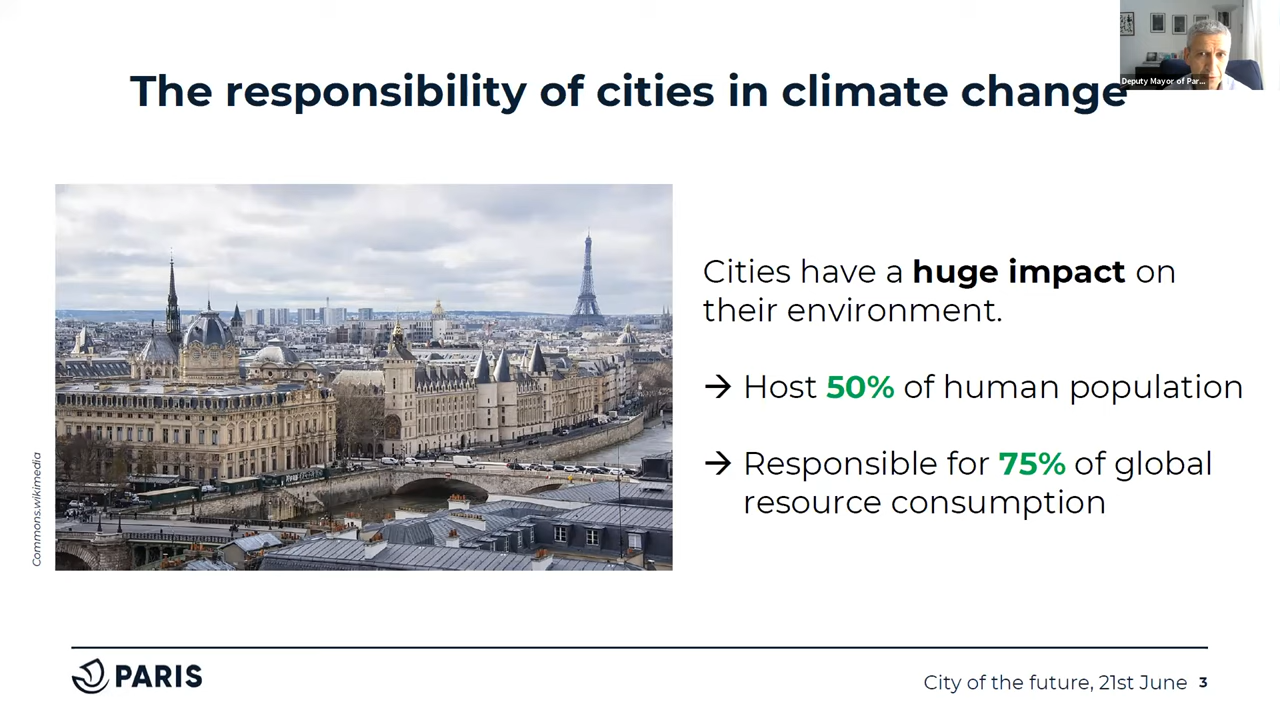 The responsibility of cities in climate change
Deputy Mayor of Par...
Cities have a huge impact on
their environment.
→ Host 50% of human population
→ Responsible for 75% of global
resource consumption
Commons.wikimedia
PARIS
City of the future, 21st June 3